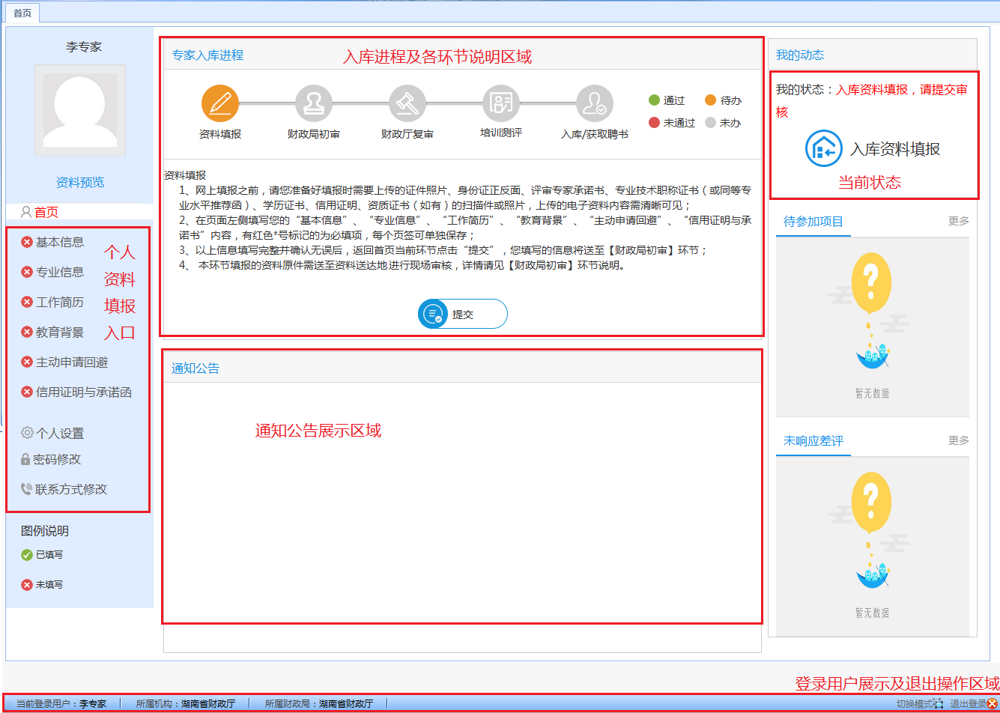 首页
李专家
资料预览
首页
基本信息
专业信息
工作简历
教育背景
主动申请回避
信用证明与承诺函
个人
资料
填报
入口
个人设置
密码修改
联系方式修改
图例说明
已填写
未填写
专家入库进程
入库进程及各环节说明区域
资料填报
财政局初审
财政厅复审
培训测评
入库/获取聘书
通过
待办
未通过
未办
资料填报
1、网上填报之前，请您准备好填报时需要上传的证件照片、身份证正反面、评审专家承诺书、专业技术职称证书（或同等专
业水平推荐函）、学历证书、信用证明、资质证书（如有）的扫描件或照片，上传的电子资料内容需清晰可见；
2、在页面左侧填写您的“基本信息”、“专业信息”、“工作简历”、“教育背景”、“主动申请回避”、“信用证明与承
诺书”内容，有红色*号标记的为必填项，每个页签可单独保存；
3、以上信息填写完整并确认无误后，返回首页当前环节点击“提交”，您填写的信息将送至【财政局初审】环节；
4、 本环节填报的资料原件需送至资料送达地进行现场审核，详情请见【财政局初审】环节说明。
提交
通知公告
通知公告展示区域
我的动态
我的状态：入库资料填报，请提交审
核
入库资料填报
当前状态
待参加项目
更多
暂无数据
未响应差评
更多
暂无数据
登录用户展示及退出操作区域
当前登录用户：李专家
所属机构：湖南省财政厅
所属财政局：湖南省财政厅
切换模式
退出登录